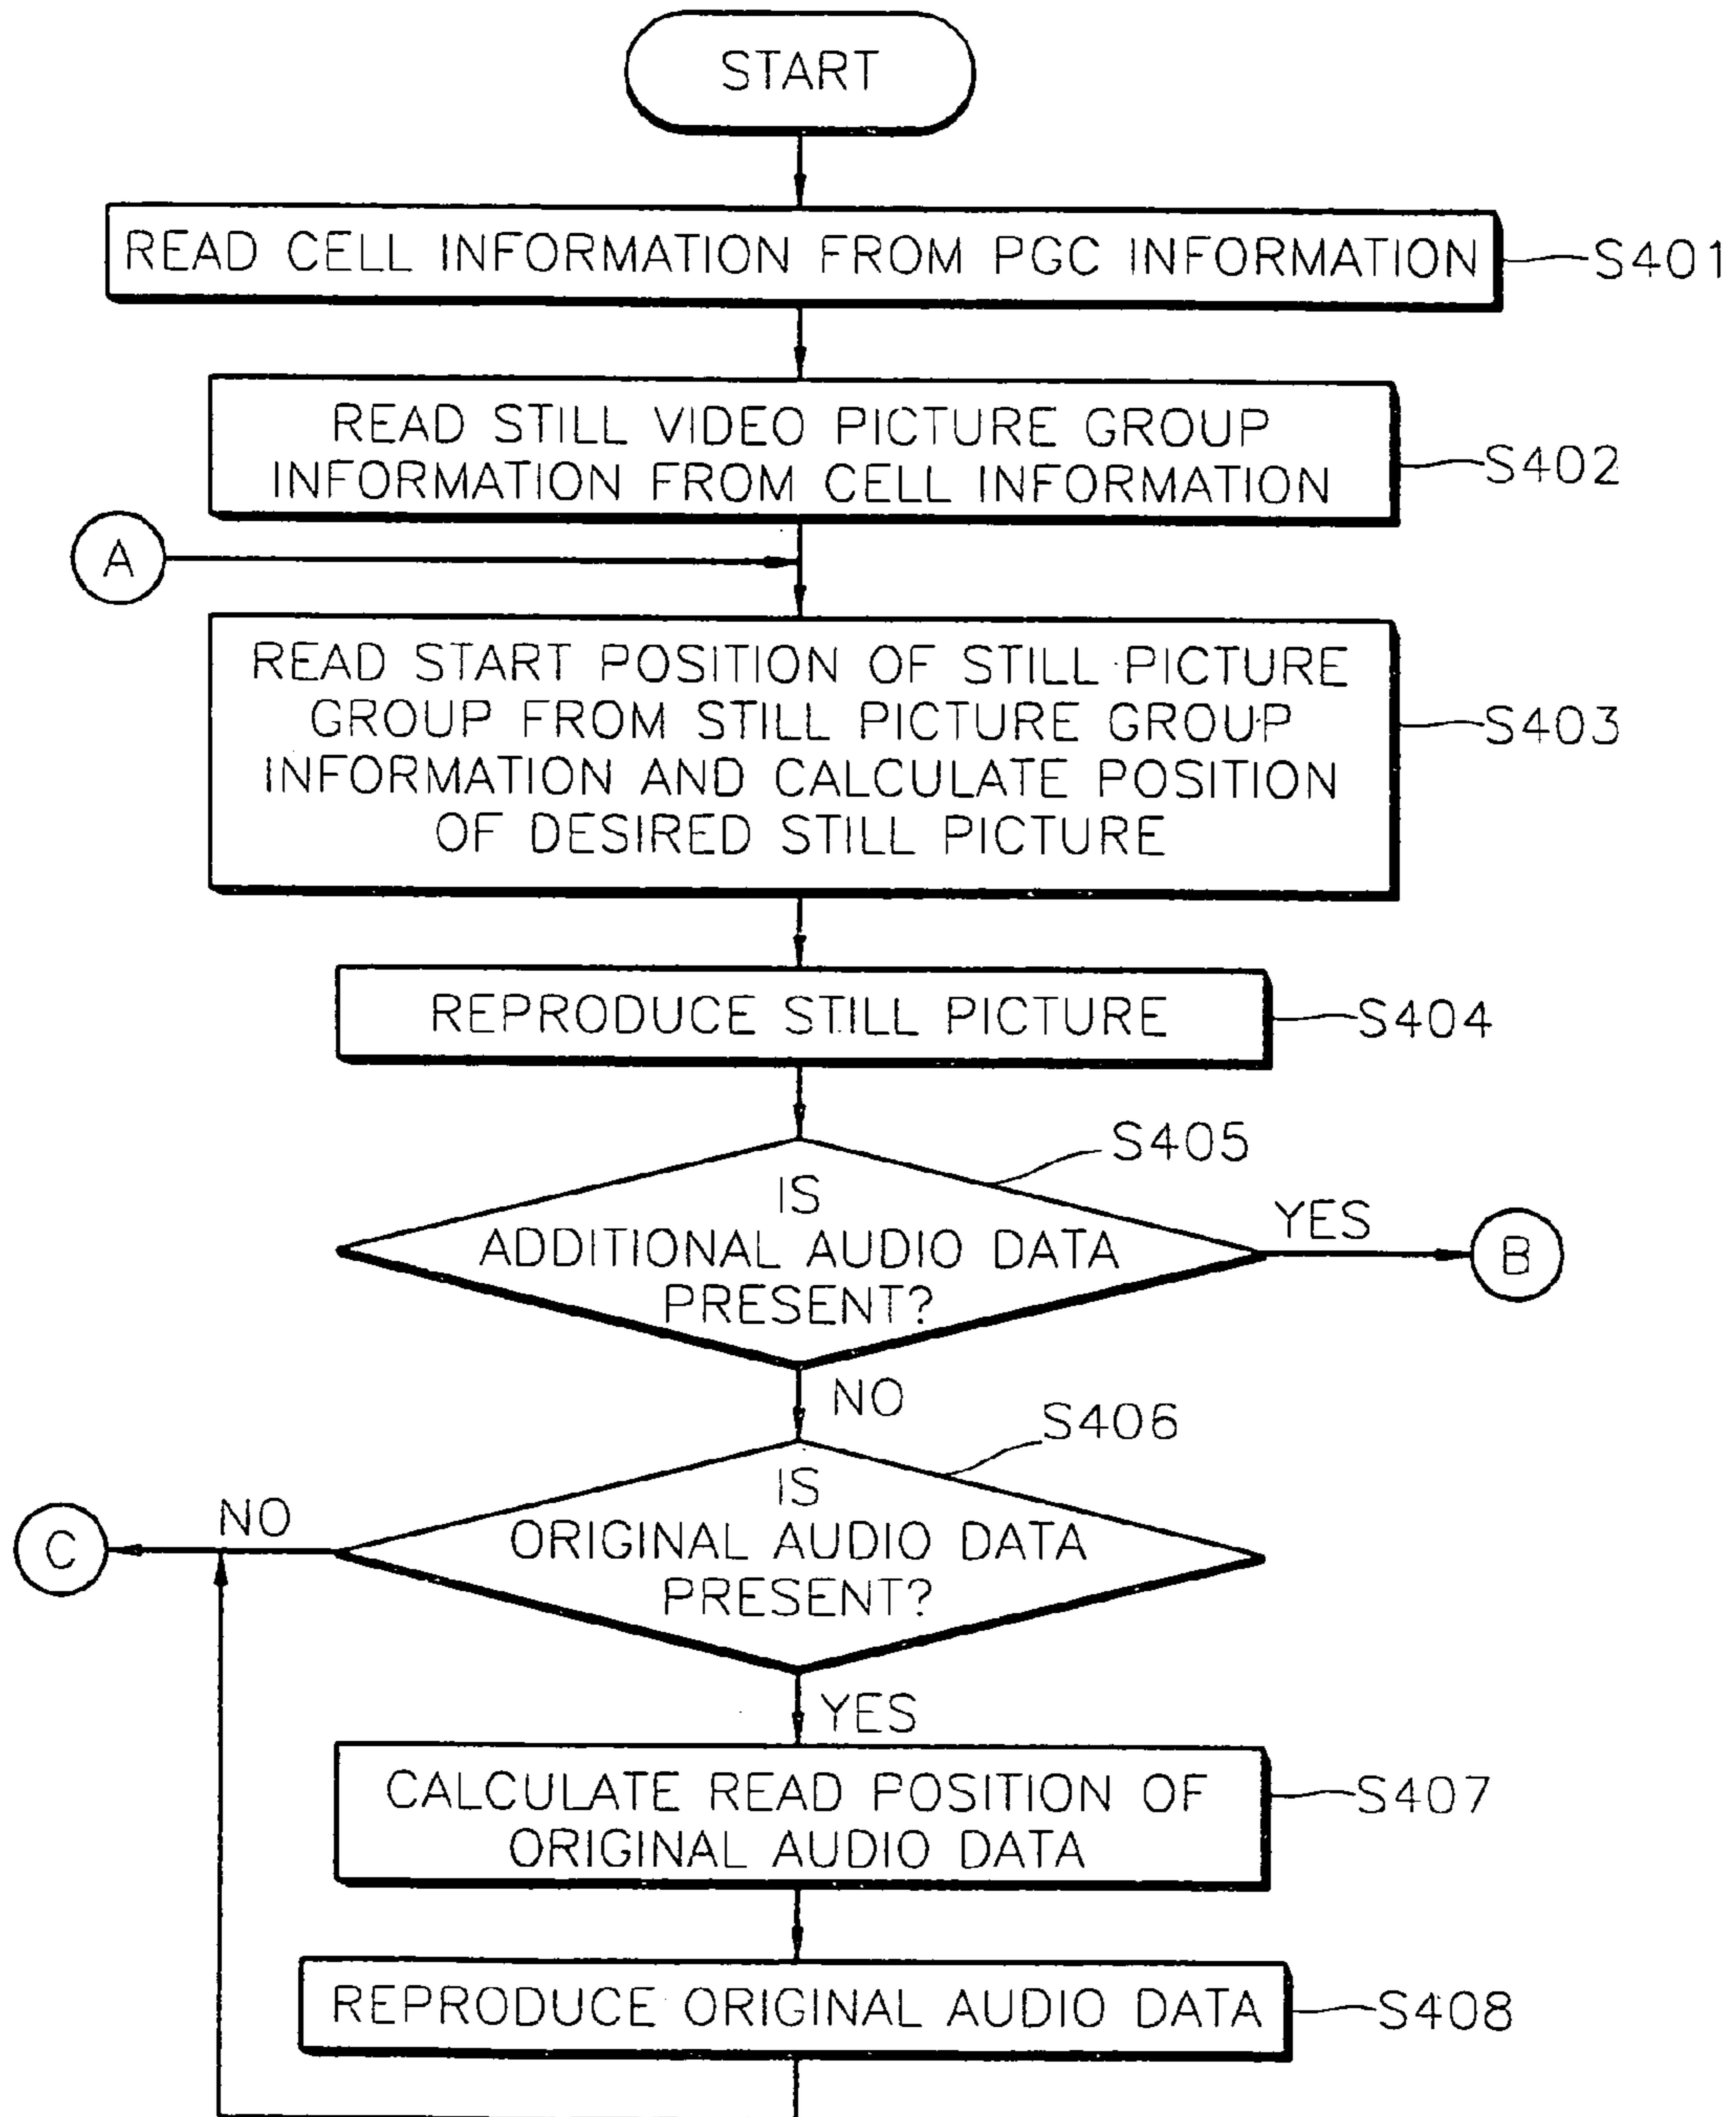 START
READ CELL INFORMATION FROM PGC INFORMATION
S401
READ STILL VIDEO PICTURE GROUP
INFORMATION FROM CELL INFORMATION
S402
A
READ START POSITION OF STILL PICTURE
GROUP FROM STILL PICTURE GROUP
INFORMATION AND CALCULATE POSITION
OF DESIRED STILL PICTURE
S403
REPRODUCE STILL PICTURE
S404
S405
IS
ADDITIONAL AUDIO DATA
PRESENT?
YES
B
NO
S406
IS
ORIGINAL AUDIO DATA
PRESENT?
NO
C
YES
CALCULATE READ POSITION OF
ORIGINAL AUDIO DATA
S407
REPRODUCE ORIGINAL AUDIO DATA
S408